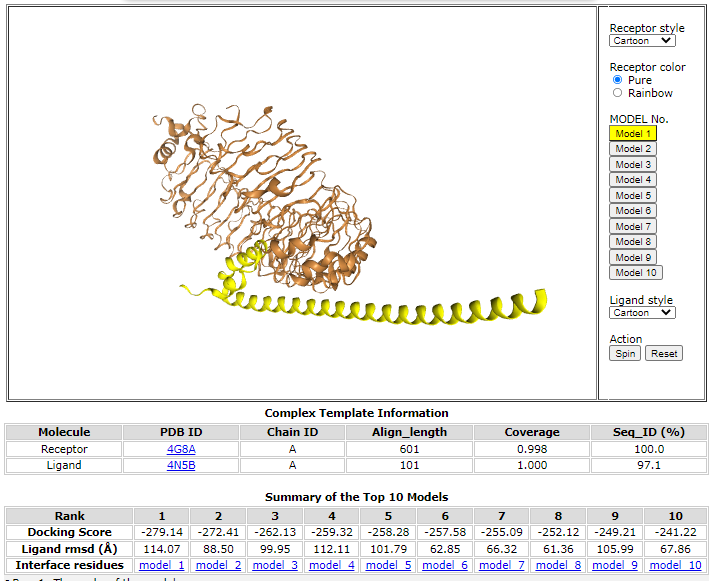 Receptor style
Cartoon
Receptor color
Pure
Rainbow
MODEL No.
Model 1
Model 2
Model 3
Model 4
Model 5
Model 6
Model 7
Model 8
Model 9
Model 10
Ligand style
Cartoon
Action
Spin Reset
Complex Template Information
Molecule PDB ID Chain ID Align_length Coverage Seq_ID (%)
Receptor 4G8A A 601 0.998 100.0
Ligand 4N5B A 101 1.000 97.1
Summary of the Top 10 Models
Rank 1 2 3 4 5 6 7 8 9 10
Docking Score -279.14 -272.41 -262.13 -259.32 -258.28 -257.58 -255.09 -252.12 -249.21 -241.22
Ligand rmsd (Å) 114.07 88.50 99.95 112.11 101.79 62.85 66.32 61.36 105.99 67.86
Interface residues model_1 model_2 model_3 model_4 model_5 model_6 model_7 model_8 model_9 model_10